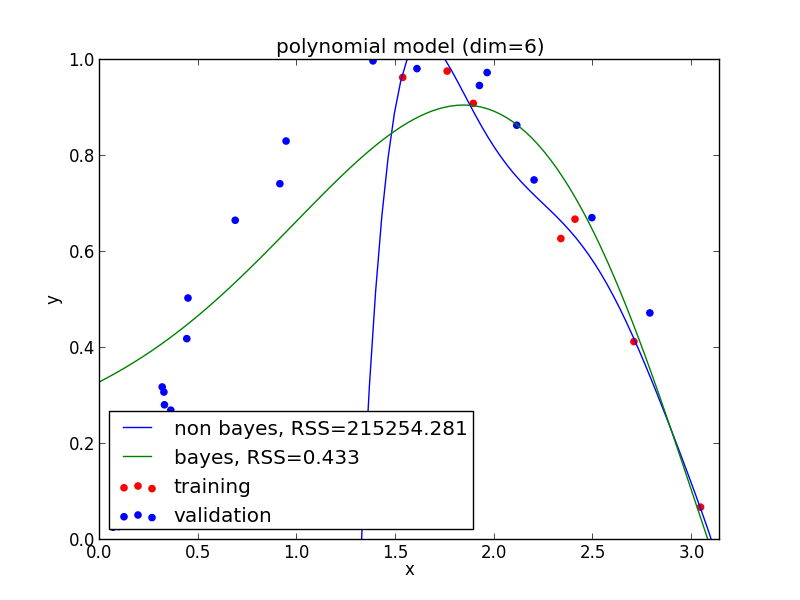 polynomial model (dim=6)
1.0
0.8
0.6
0.4
0.2
0.0
y
non bayes, RSS=215254.281
bayes, RSS=0.433
training
validation
0.0 0.5 1.0 1.5 2.0 2.5 3.0
x